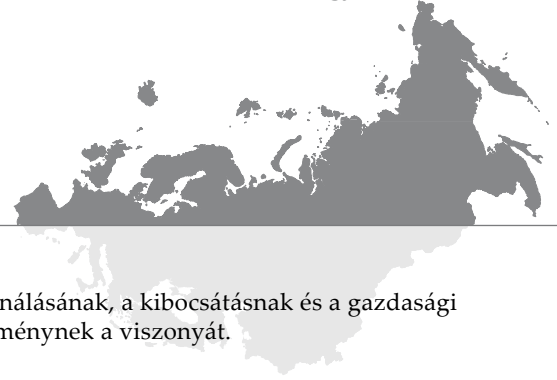 nálásának, a kibocsátásnak és a gazdasági
ménynek a viszonyát.